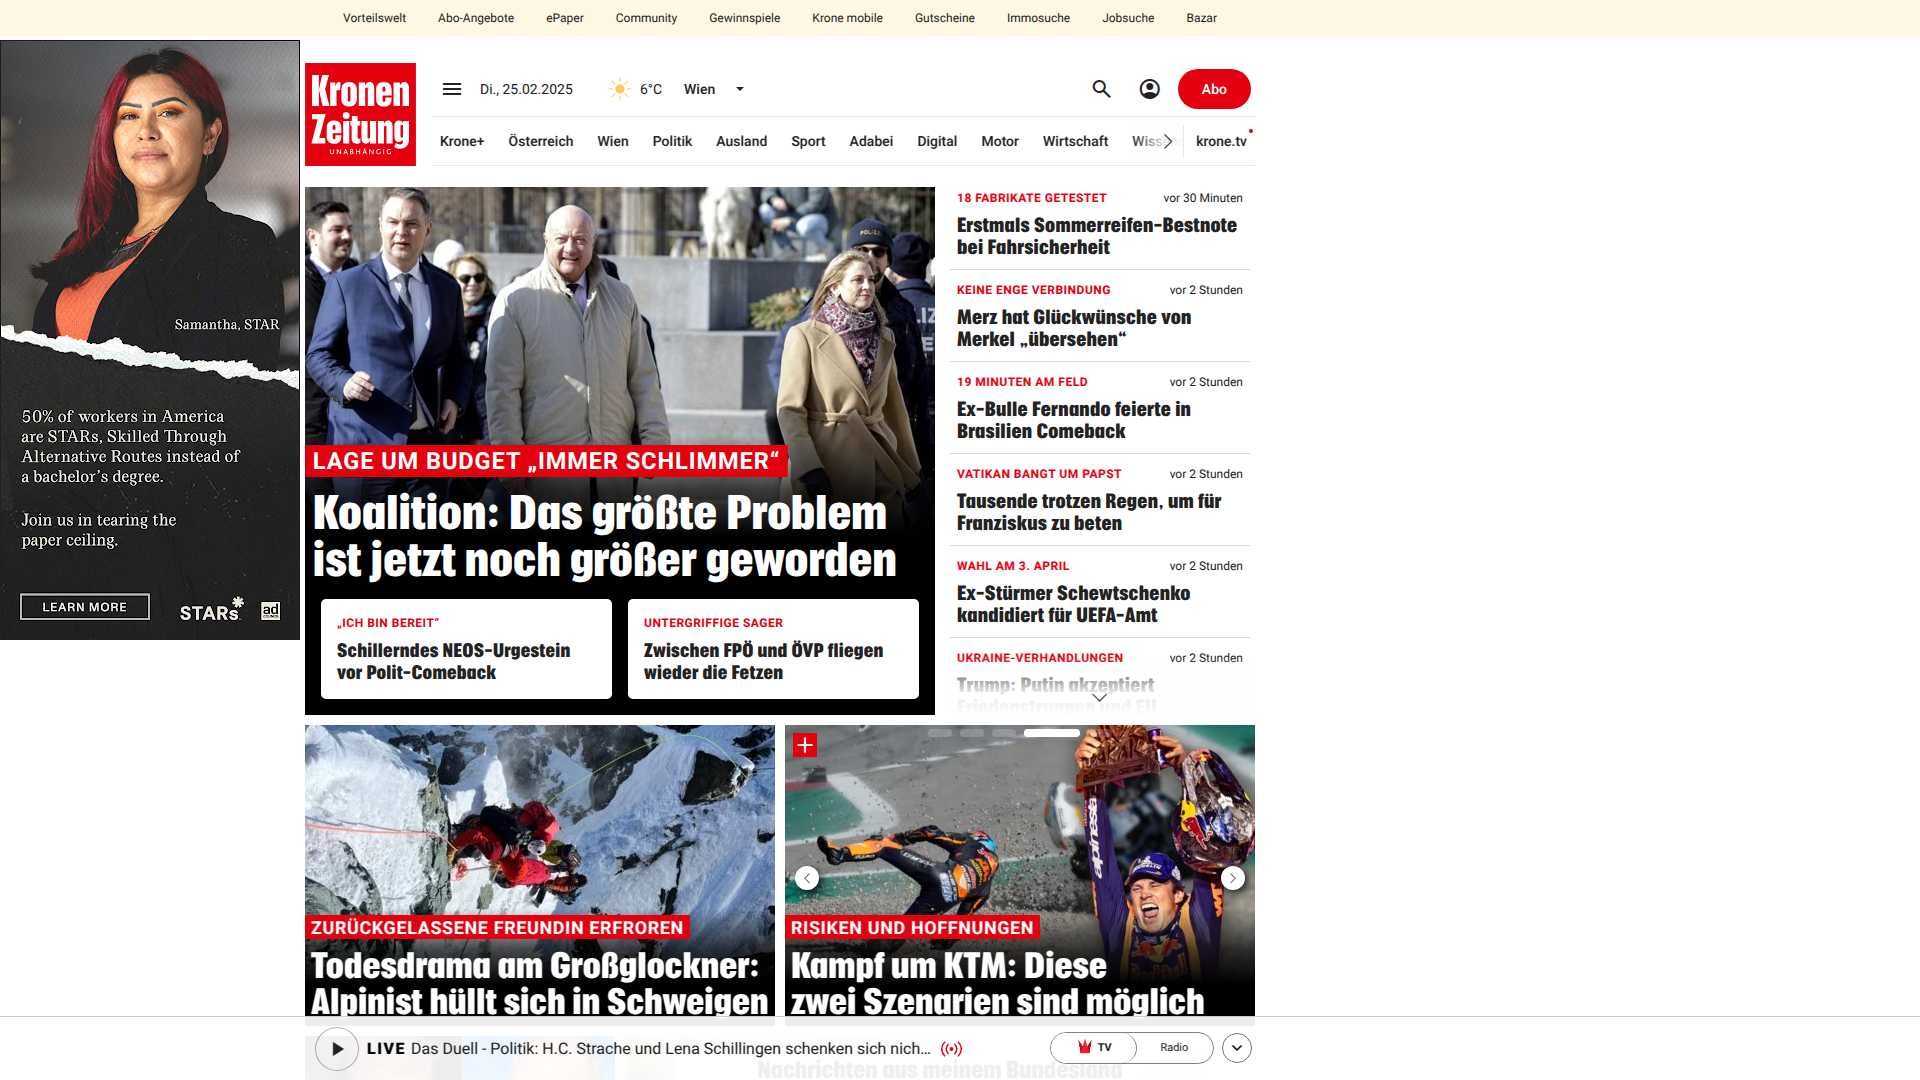 Vorteilswelt Abo-Angebote ePaper Community Gewinnspiele Krone mobile Gutscheine Immosuche Jobsuche Bazar
Kronen
Zeitung
UNABHÄNGIG
Di., 25.02.2025 6°C Wien Abo
Krone+ Österreich Wien Politik Ausland Sport Adabei Digital Motor Wirtschaft krone.tv
Samantha, STAR
50% of workers in America
are STARs, Skilled Through
Alternative Routes instead of
a bachelor's degree.
Join us in tearing the
paper ceiling.
LEARN MORE
STARs
ad
POLICE
LAGE UM BUDGET „IMMER SCHLIMMER“
Koalition: Das größte Problem
ist jetzt noch größer geworden
„ICH BIN BEREIT“
Schillerndes NEOS-Urgestein
vor Polit-Comeback
UNTERGRIFFIGE SAGER
Zwischen FPÖ und ÖVP fliegen
wieder die Fetzen
18 FABRIKATE GETESTET vor 30 Minuten
Erstmals Sommerreifen-Bestnote
bei Fahrsicherheit
KEINE ENGE VERBINDUNG vor 2 Stunden
Merz hat Glückwünsche von
Merkel „übersehen“
19 MINUTEN AM FELD vor 2 Stunden
Ex-Bulle Fernando feierte in
Brasilien Comeback
VATIKAN BANGT UM PAPST vor 2 Stunden
Tausende trotzen Regen, um für
Franziskus zu beten
WAHL AM 3. APRIL vor 2 Stunden
Ex-Stürmer Schewtschenko
kandidiert für UEFA-Amt
UKRAINE-VERHANDLUNGEN vor 2 Stunden
Trump: Putin akzeptiert
Friedenstruppen und EU
ZURÜCKGELASSENE FREUNDIN ERFROREN
Todesdrama am Großglockner:
Alpinist hüllt sich in Schweigen
alpinestars
RISIKEN UND HOFFNUNGEN
Kampf um KTM: Diese
zwei Szenarien sind möglich
LIVE Das Duell - Politik: H.C. Strache und Lena Schillingen schenken sich nich... TV Radio
Nachrichten aus meinem Bundesland